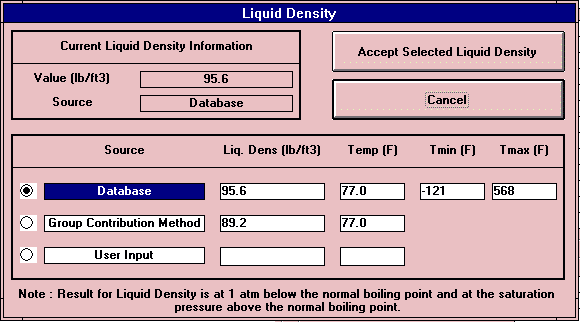 Liquid Density
Current Liquid Density Information
Value (lb/ft3) 95.6
Source Database
Accept Selected Liquid Density
Cancel
Source Liq. Dens (lb/ft3) Temp (F) Tmin (F) Tmax (F)
Database 95.6 77.0 -121 568
Group Contribution Method 89.2 77.0
User Input
Note : Result for Liquid Density is at 1 atm below the normal boiling point and at the saturation
pressure above the normal boiling point.